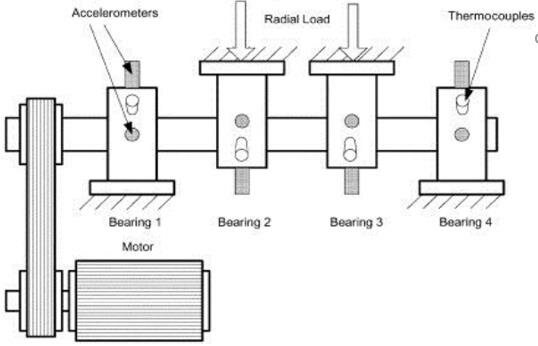 Accelerometers
Radial Load
Thermocouples
Bearing 1
Bearing 2
Bearing 3
Bearing 4
Motor